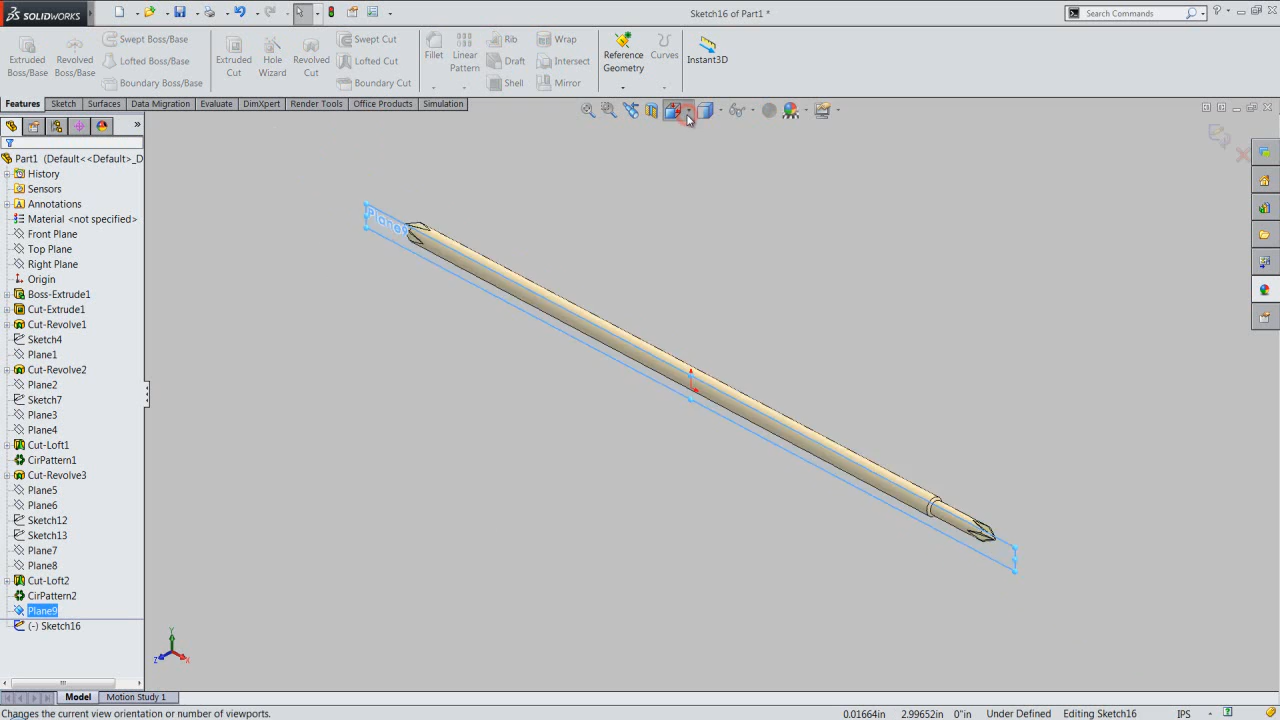 SOLIDWORKS
Sketch16 of Part1 *
Search Commands
Extruded Boss/Base
Revolved Boss/Base
Swept Boss/Base
Lofted Boss/Base
Boundary Boss/Base
Extruded Cut
Hole Wizard
Revolved Cut
Swept Cut
Lofted Cut
Boundary Cut
Fillet
Linear Pattern
Rib
Draft
Shell
Wrap
Intersect
Mirror
Reference Geometry
Curves
Instant3D
Features
Sketch
Surfaces
Data Migration
Evaluate
DimXpert
Render Tools
Office Products
Simulation
Part1 (Default<<Default>_D
History
Sensors
Annotations
Material <not specified>
Front Plane
Top Plane
Right Plane
Origin
Boss-Extrude1
Cut-Extrude1
Cut-Revolve1
Sketch4
Plane1
Cut-Revolve2
Plane2
Sketch7
Plane3
Plane4
Cut-Loft1
CirPattern1
Cut-Revolve3
Plane5
Plane6
Sketch12
Sketch13
Plane7
Plane8
Cut-Loft2
CirPattern2
Plane9
(-) Sketch16
Plane9
Y
Z
X
Model
Motion Study 1
Changes the current view orientation or number of viewports.
0.01664in
2.99652in
0"in
Under Defined
Editing Sketch16
IPS